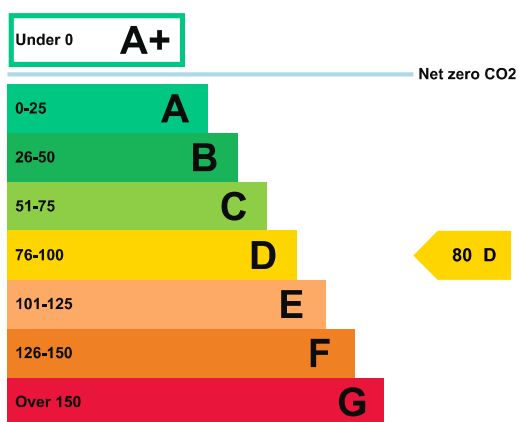 Under 0 A+
Net zero CO2
0-25 A
26-50 B
51-75 C
76-100 D
80 D
101-125 E
126-150 F
Over 150 G